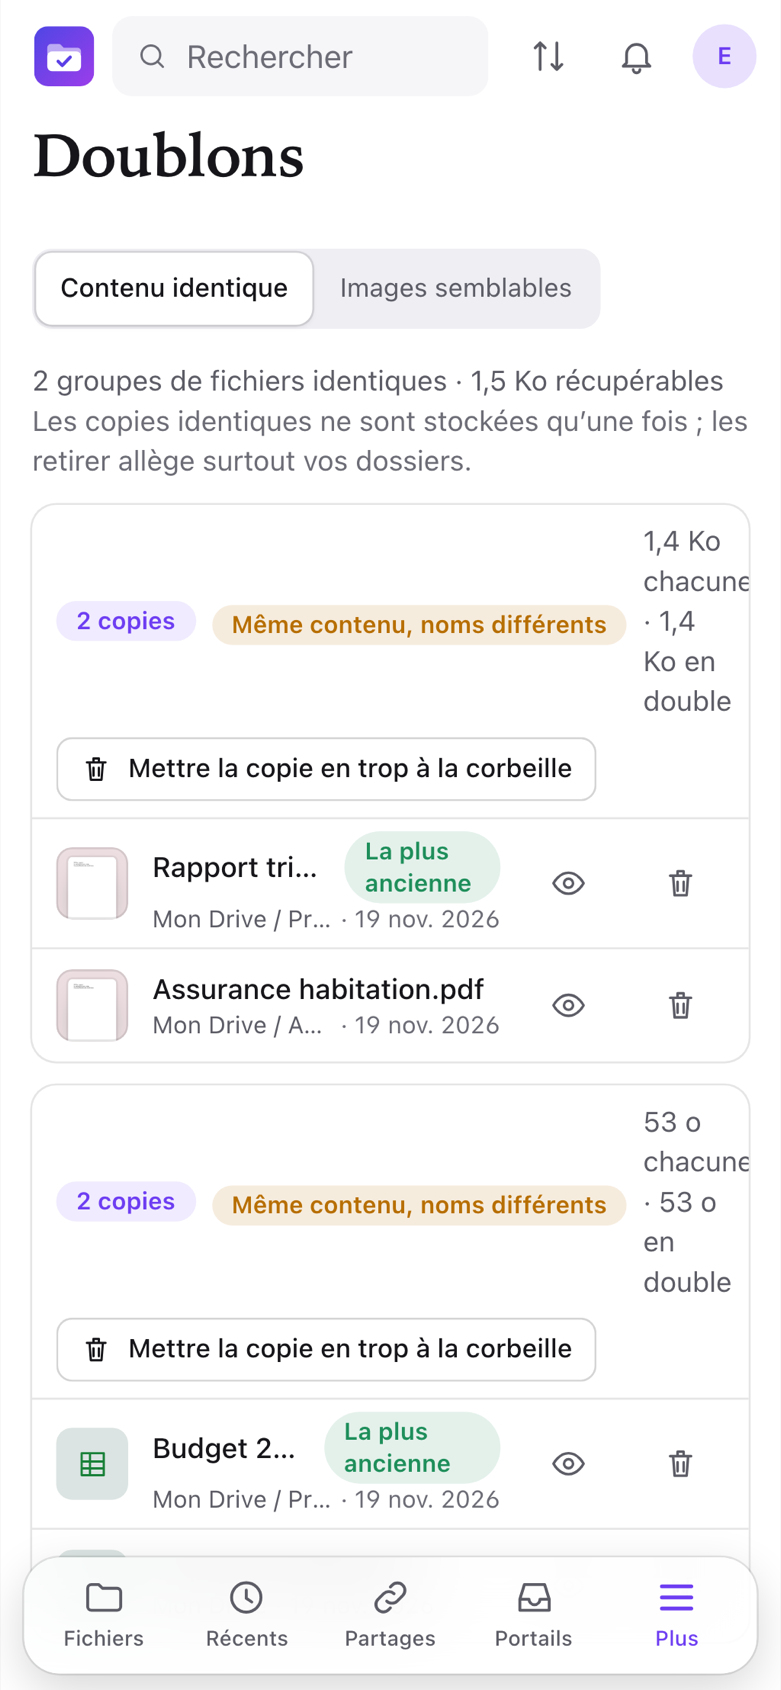 Rechercher
E
Doublons
Contenu identique
Images semblables
2 groupes de fichiers identiques · 1,5 Ko récupérables
Les copies identiques ne sont stockées qu’une fois ; les
retirer allège surtout vos dossiers.
2 copies
Même contenu, noms différents
1,4 Ko
chacune
· 1,4
Ko en
double
Mettre la copie en trop à la corbeille
Rapport tri...
La plus
ancienne
Mon Drive / Pr... · 19 nov. 2026
Assurance habitation.pdf
Mon Drive / A... · 19 nov. 2026
2 copies
Même contenu, noms différents
53 o
chacune
· 53 o
en
double
Mettre la copie en trop à la corbeille
Budget 2...
La plus
ancienne
Mon Drive / Pr... · 19 nov. 2026
Fichiers
Récents
Partages
Portails
Plus